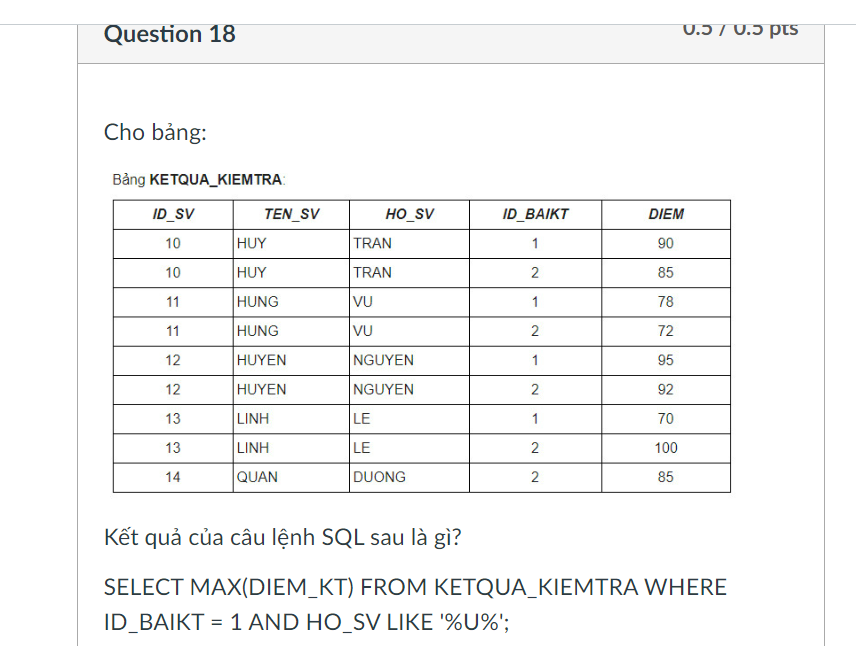 Question 18
0.5 / 0.5 pts
Cho bảng:
Bảng KETQUA_KIEMTRA:
ID_SV TEN_SV HO_SV ID_BAIKT DIEM
10 HUY TRAN 1 90
10 HUY TRAN 2 85
11 HUNG VU 1 78
11 HUNG VU 2 72
12 HUYEN NGUYEN 1 95
12 HUYEN NGUYEN 2 92
13 LINH LE 1 70
13 LINH LE 2 100
14 QUAN DUONG 2 85
Kết quả của câu lệnh SQL sau là gì?
SELECT MAX(DIEM_KT) FROM KETQUA_KIEMTRA WHERE
ID_BAIKT = 1 AND HO_SV LIKE '%U%';